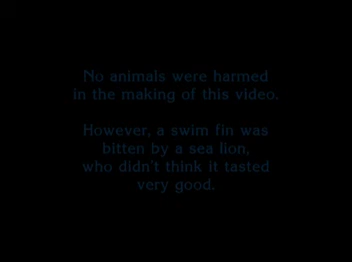 No animals were harmed
in the making of this video.
However, a swim fin was
bitten by a sea lion,
who didn't think it tasted
very good.